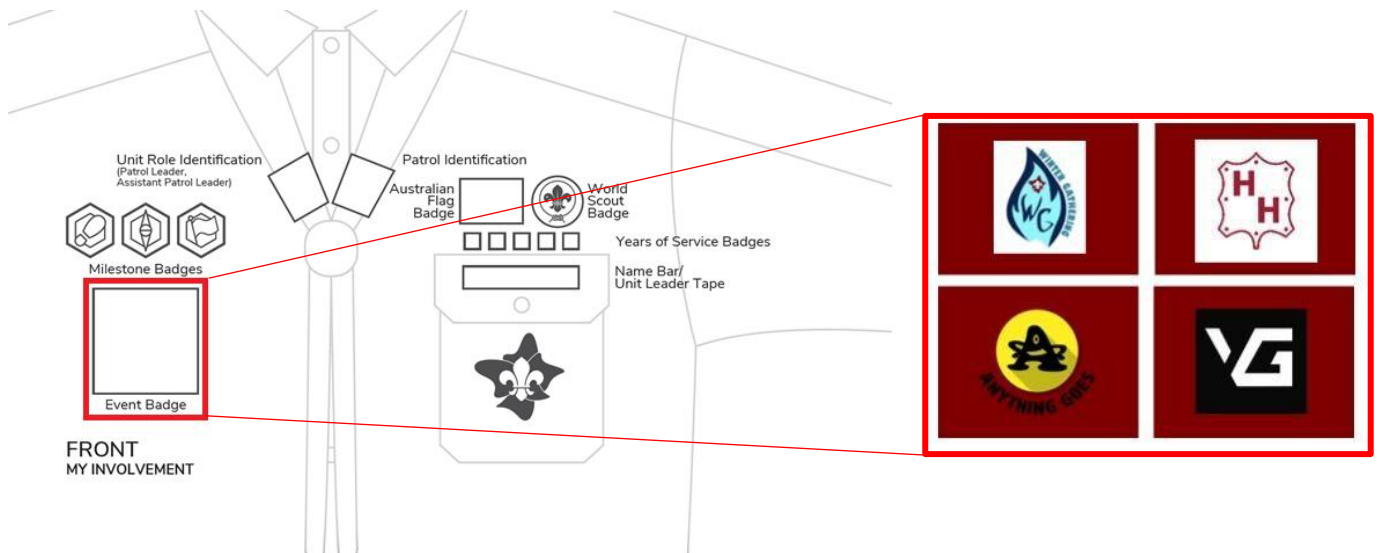 Unit Role Identification
(Patrol Leader,
Assistant Patrol Leader)
Patrol Identification
Australian
Flag
Badge
World
Scout
Badge
Years of Service Badges
Milestone Badges
Name Bar/
Unit Leader Tape
Event Badge
FRONT
MY INVOLVEMENT
WINTER GATHERING
WG
H
H
A
ANYTHING GOES
VG